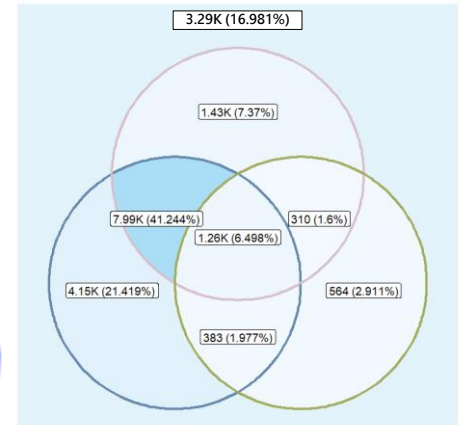 3.29K (16.981%)
1.43K (7.37%)
7.99K (41.244%)
310 (1.6%)
1.26K (6.498%)
4.15K (21.419%)
564 (2.911%)
383 (1.977%)